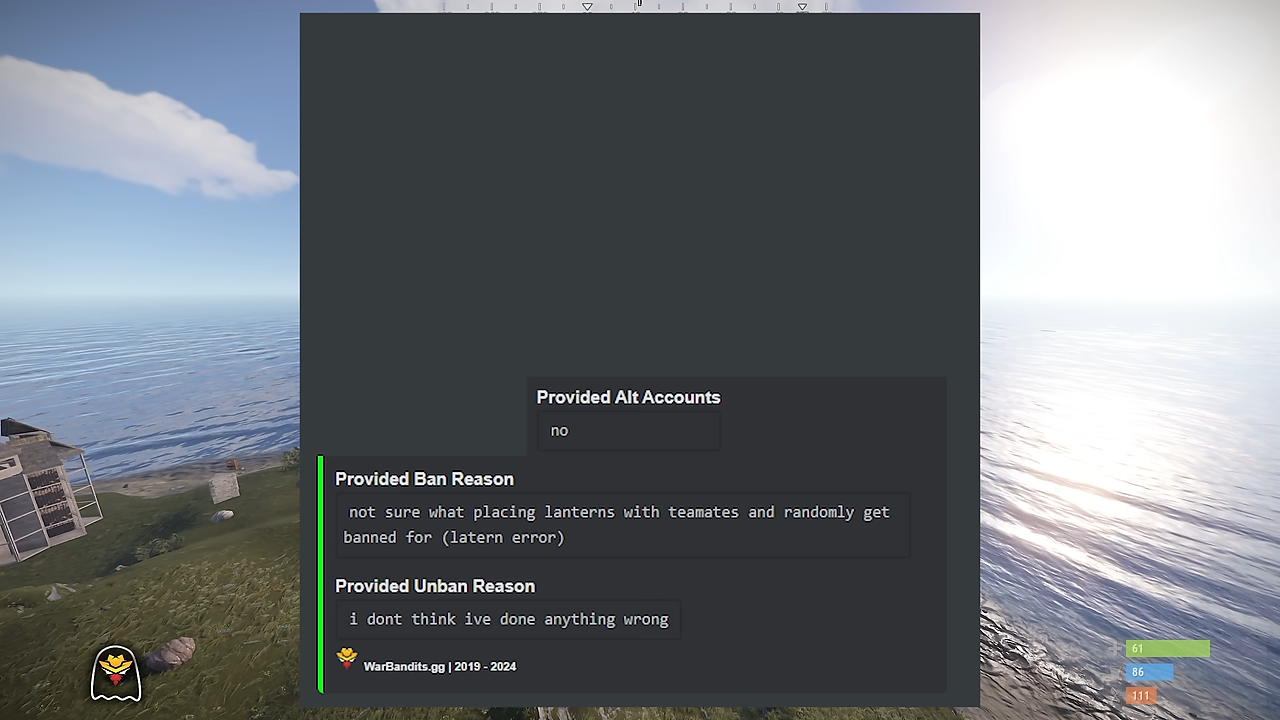 Provided Alt Accounts
no
Provided Ban Reason
not sure what placing lanterns with teamates and randomly get
banned for (latern error)
Provided Unban Reason
i dont think ive done anything wrong
WarBandits.gg | 2019 - 2024
61
86
111